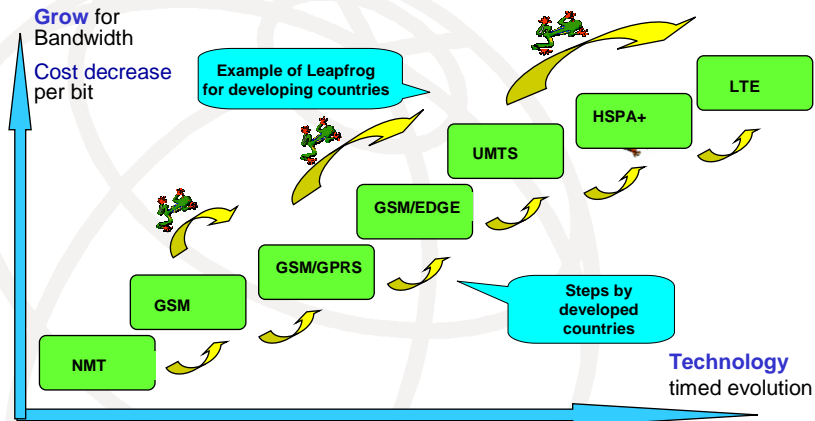 Grow for
Bandwidth
Cost decrease
per bit
Example of Leapfrog
for developing countries
LTE
HSPA+
UMTS
GSM/EDGE
GSM/GPRS
GSM
NMT
Steps by
developed
countries
Technology
timed evolution